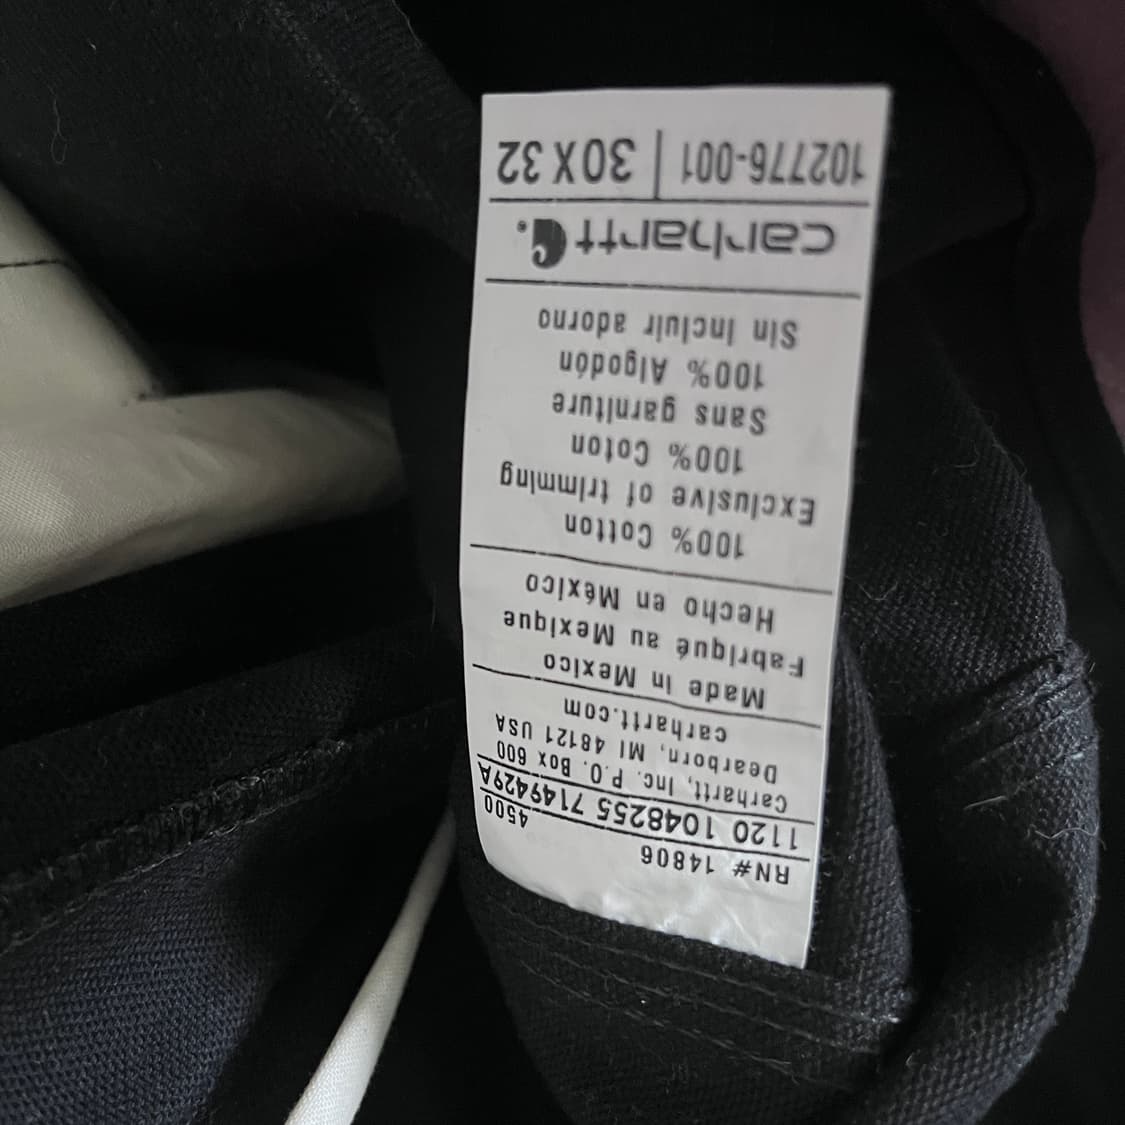 102776-001 | 30 X 32
carhartt
Sin incluir adorno
100% Algodón
Sans garniture
100% Coton
Exclusive of trimming
100% Cotton
Hecho en México
Fabriqué au Mexique
Made in Mexico
carhartt.com
Dearborn, MI 48121 USA
Carhartt, Inc. P.O. Box 600
1120 1048255 7149429A
4500
RN# 14806